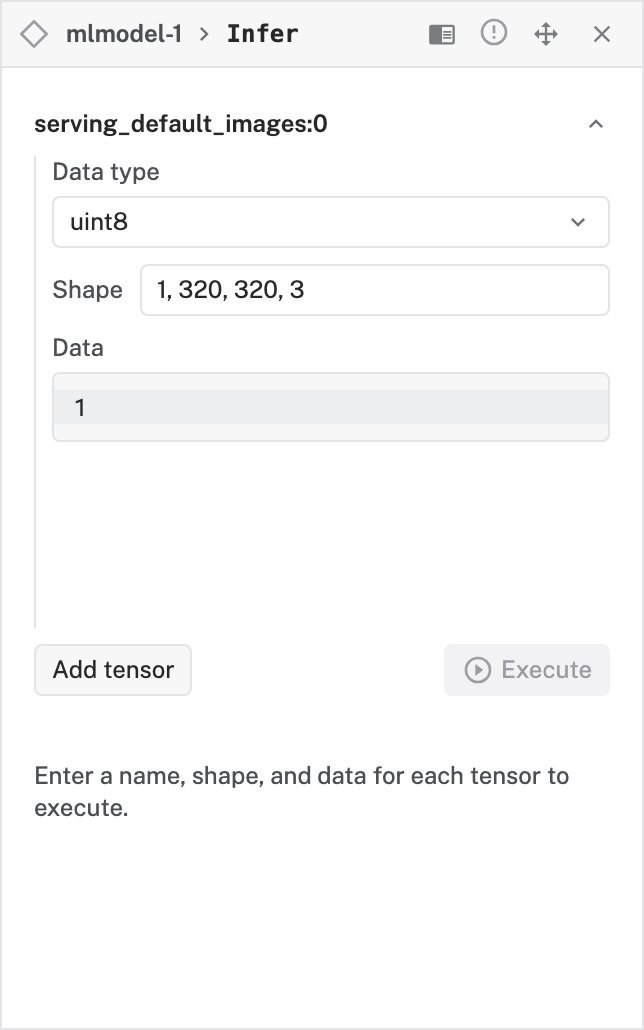 mlmodel-1 > Infer
serving_default_images:0
Data type
uint8
Shape 1, 320, 320, 3
Data
1
Add tensor Execute
Enter a name, shape, and data for each tensor to
execute.